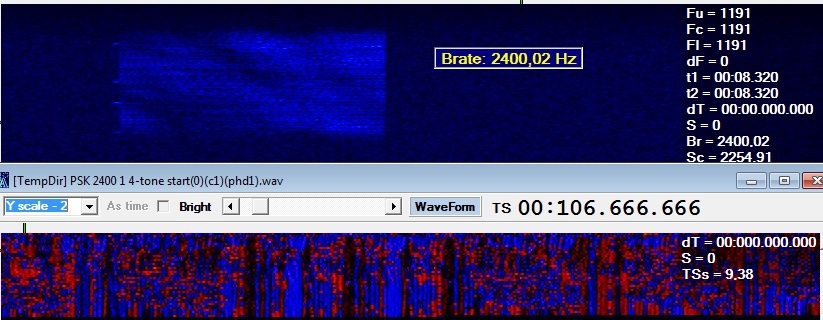 Fu = 1191
Fc = 1191
Fl = 1191
dF = 0
t1 = 00:08.320
t2 = 00:08.320
dT = 00:00.000.000
S = 0
Br = 2400,02
Sc = 2254,91
Brate: 2400,02 Hz
[TempDir] PSK 2400 1 4-tone start(0)(c1)(phd1).wav
Y scale - 2 As time Bright WaveForm TS 00:106.666.666
dT = 00:000.000.000
S = 0
TSs = 9,38